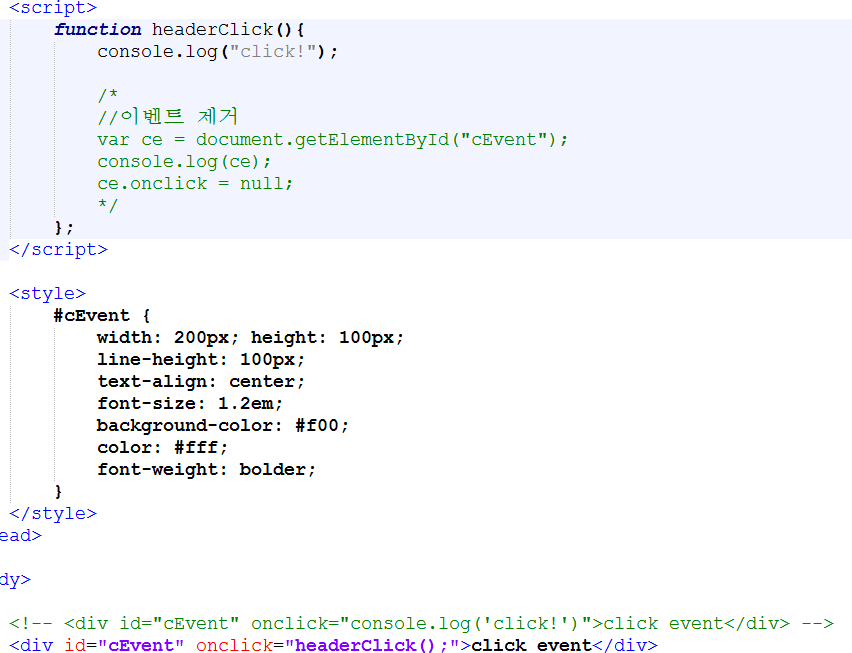 <script>
function headerClick(){
console.log("click!");
/*
//이벤트 제거
var ce = document.getElementById("cEvent");
console.log(ce);
ce.onclick = null;
*/
};
</script>
<style>
#cEvent {
width: 200px; height: 100px;
line-height: 100px;
text-align: center;
font-size: 1.2em;
background-color: #f00;
color: #fff;
font-weight: bolder;
}
</style>
ead>
dy>
<!-- <div id="cEvent" onclick="console.log('click!')">click event</div> -->
<div id="cEvent" onclick="headerClick();">click event</div>